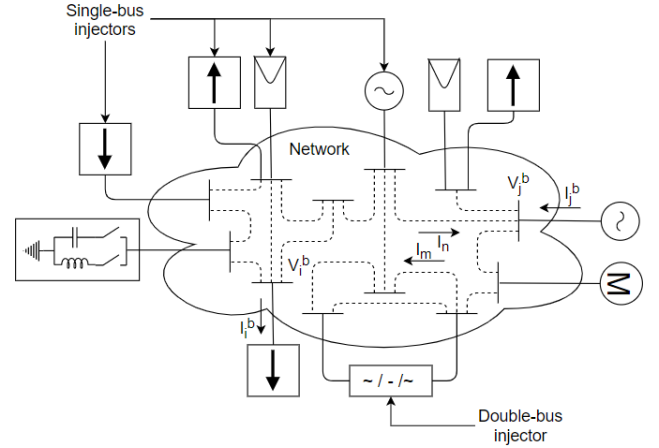 Single-bus
injectors
Network
V_j^b
I_j^b
I_n
I_m
V_i^b
I_i^b
M
~ / - /~
Double-bus
injector